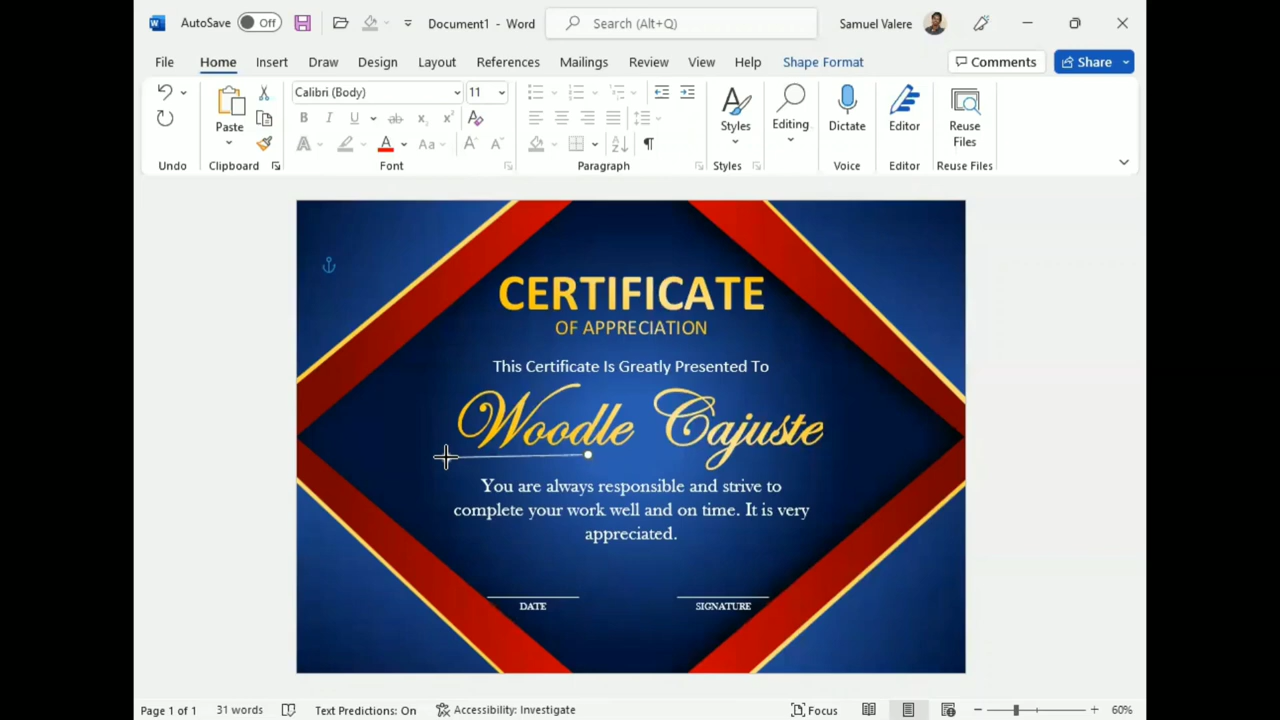 AutoSave Off Document1 - Word Search (Alt+Q) Samuel Valere
File Home Insert Draw Design Layout References Mailings Review View Help Shape Format Comments Share
Calibri (Body) 11
Paste Styles Editing Dictate Editor Reuse Files
Undo Clipboard Font Paragraph Styles Voice Editor Reuse Files
CERTIFICATE
OF APPRECIATION
This Certificate Is Greatly Presented To
Woodle Cajuste
You are always responsible and strive to
complete your work well and on time. It is very
appreciated.
DATE SIGNATURE
Page 1 of 1 31 words Text Predictions: On Accessibility: Investigate Focus 60%